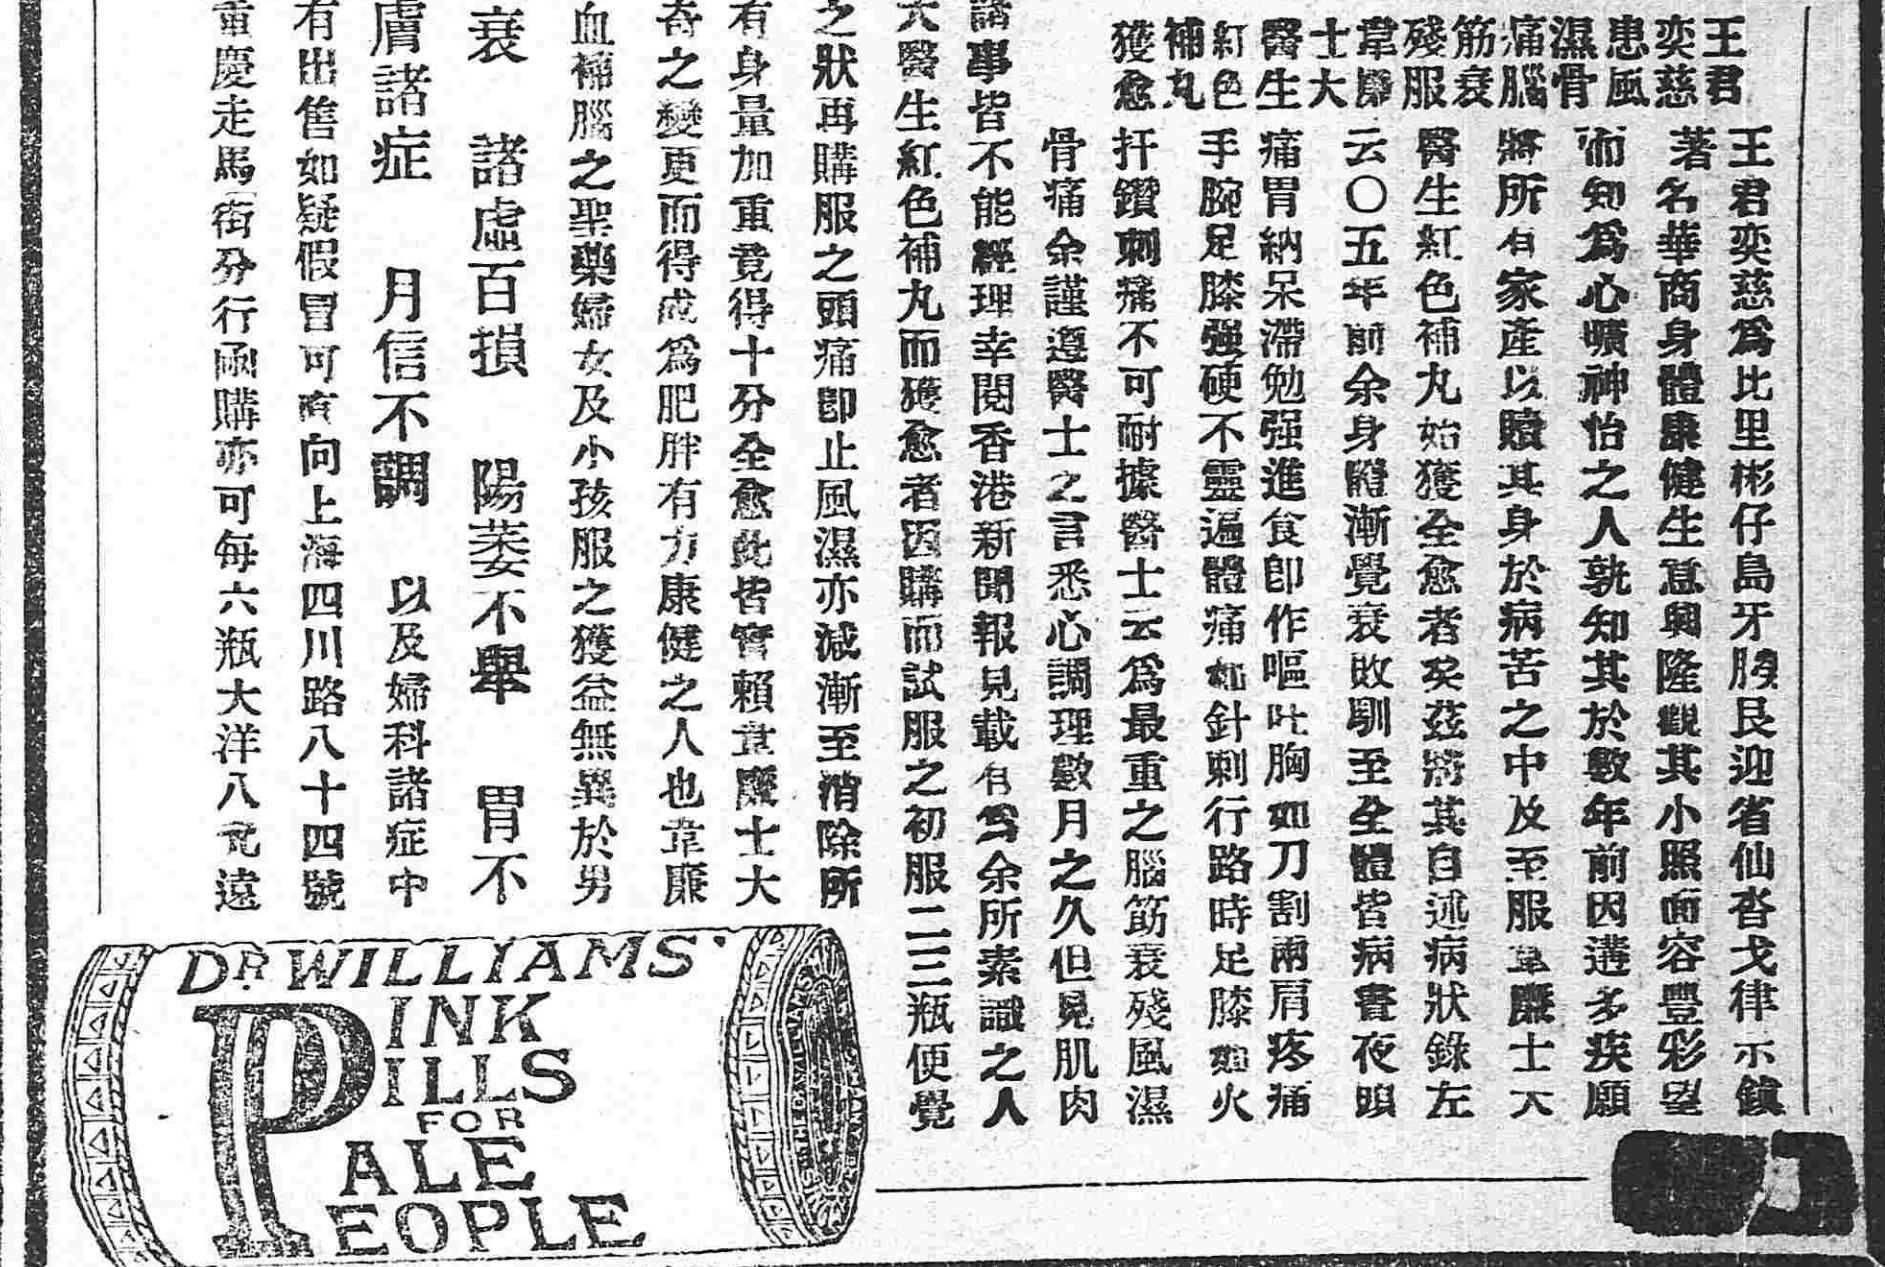 王君
奕慈
患風
濕骨
痛腦
筋衰
殘服
韋廉
士大
醫生
紅色
補丸
獲愈
王君奕慈爲比里彬仔島牙朥艮迎省仙沓戈律示鎮
著名華商身體康健生意興隆觀其小照面容豐彩望
而知爲心曠神怡之人孰知其於數年前因遘多疾願
將所有家產以贖其身於病苦之中及至服韋廉士大
醫生紅色補丸始獲全愈者矣茲將其自述病狀錄左
云〇五年前余身體漸覺衰敗馴至全體皆病晝夜頭
痛胃納呆滯勉强進食卽作嘔吐胸如刀割兩肩疼痛
手腕足膝强硬不靈遍體痛如針刺行路時足膝如火
扦鑽刺痛不可耐據醫士云爲最重之腦筋衰殘風濕
骨痛余謹遵醫士之言悉心調理數月之久但見肌肉
諸事皆不能經理幸閱香港新聞報見載有爲余所素識之人
大醫生紅色補丸而獲愈者因購而試服之初服二三瓶便覺
之狀再購服之頭痛卽止風濕亦減漸至消除所
有身量加重竟得十分全愈此皆實賴韋廉士大
奇之變更而得成爲肥胖有力康健之人也韋廉
血補腦之聖藥婦女及小孩服之獲益無異於男
衰 諸虛百損 陽萎不舉 胃不
膚諸症 月信不調 以及婦科諸症中
有出售如疑假冒可直向上海四川路八十四號
重慶走馬街分行函購亦可每六瓶大洋八元遠
DR WILLIAMS'
PINK
PILLS
FOR
PALE
PEOPLE